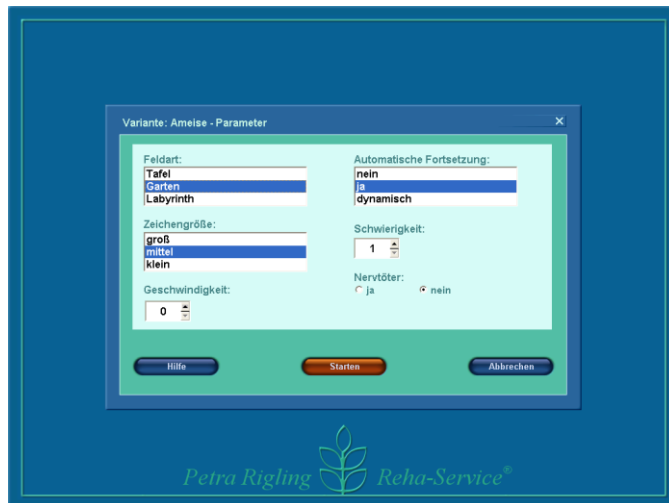 Variante: Ameise - Parameter
Feldart:
Tafel
Garten
Labyrinth
Zeichengröße:
groß
mittel
klein
Geschwindigkeit:
0
Automatische Fortsetzung:
nein
ja
dynamisch
Schwierigkeit:
1
Nervtöter:
ja nein
Hilfe Starten Abbrechen
Petra Rigling Reha-Service®